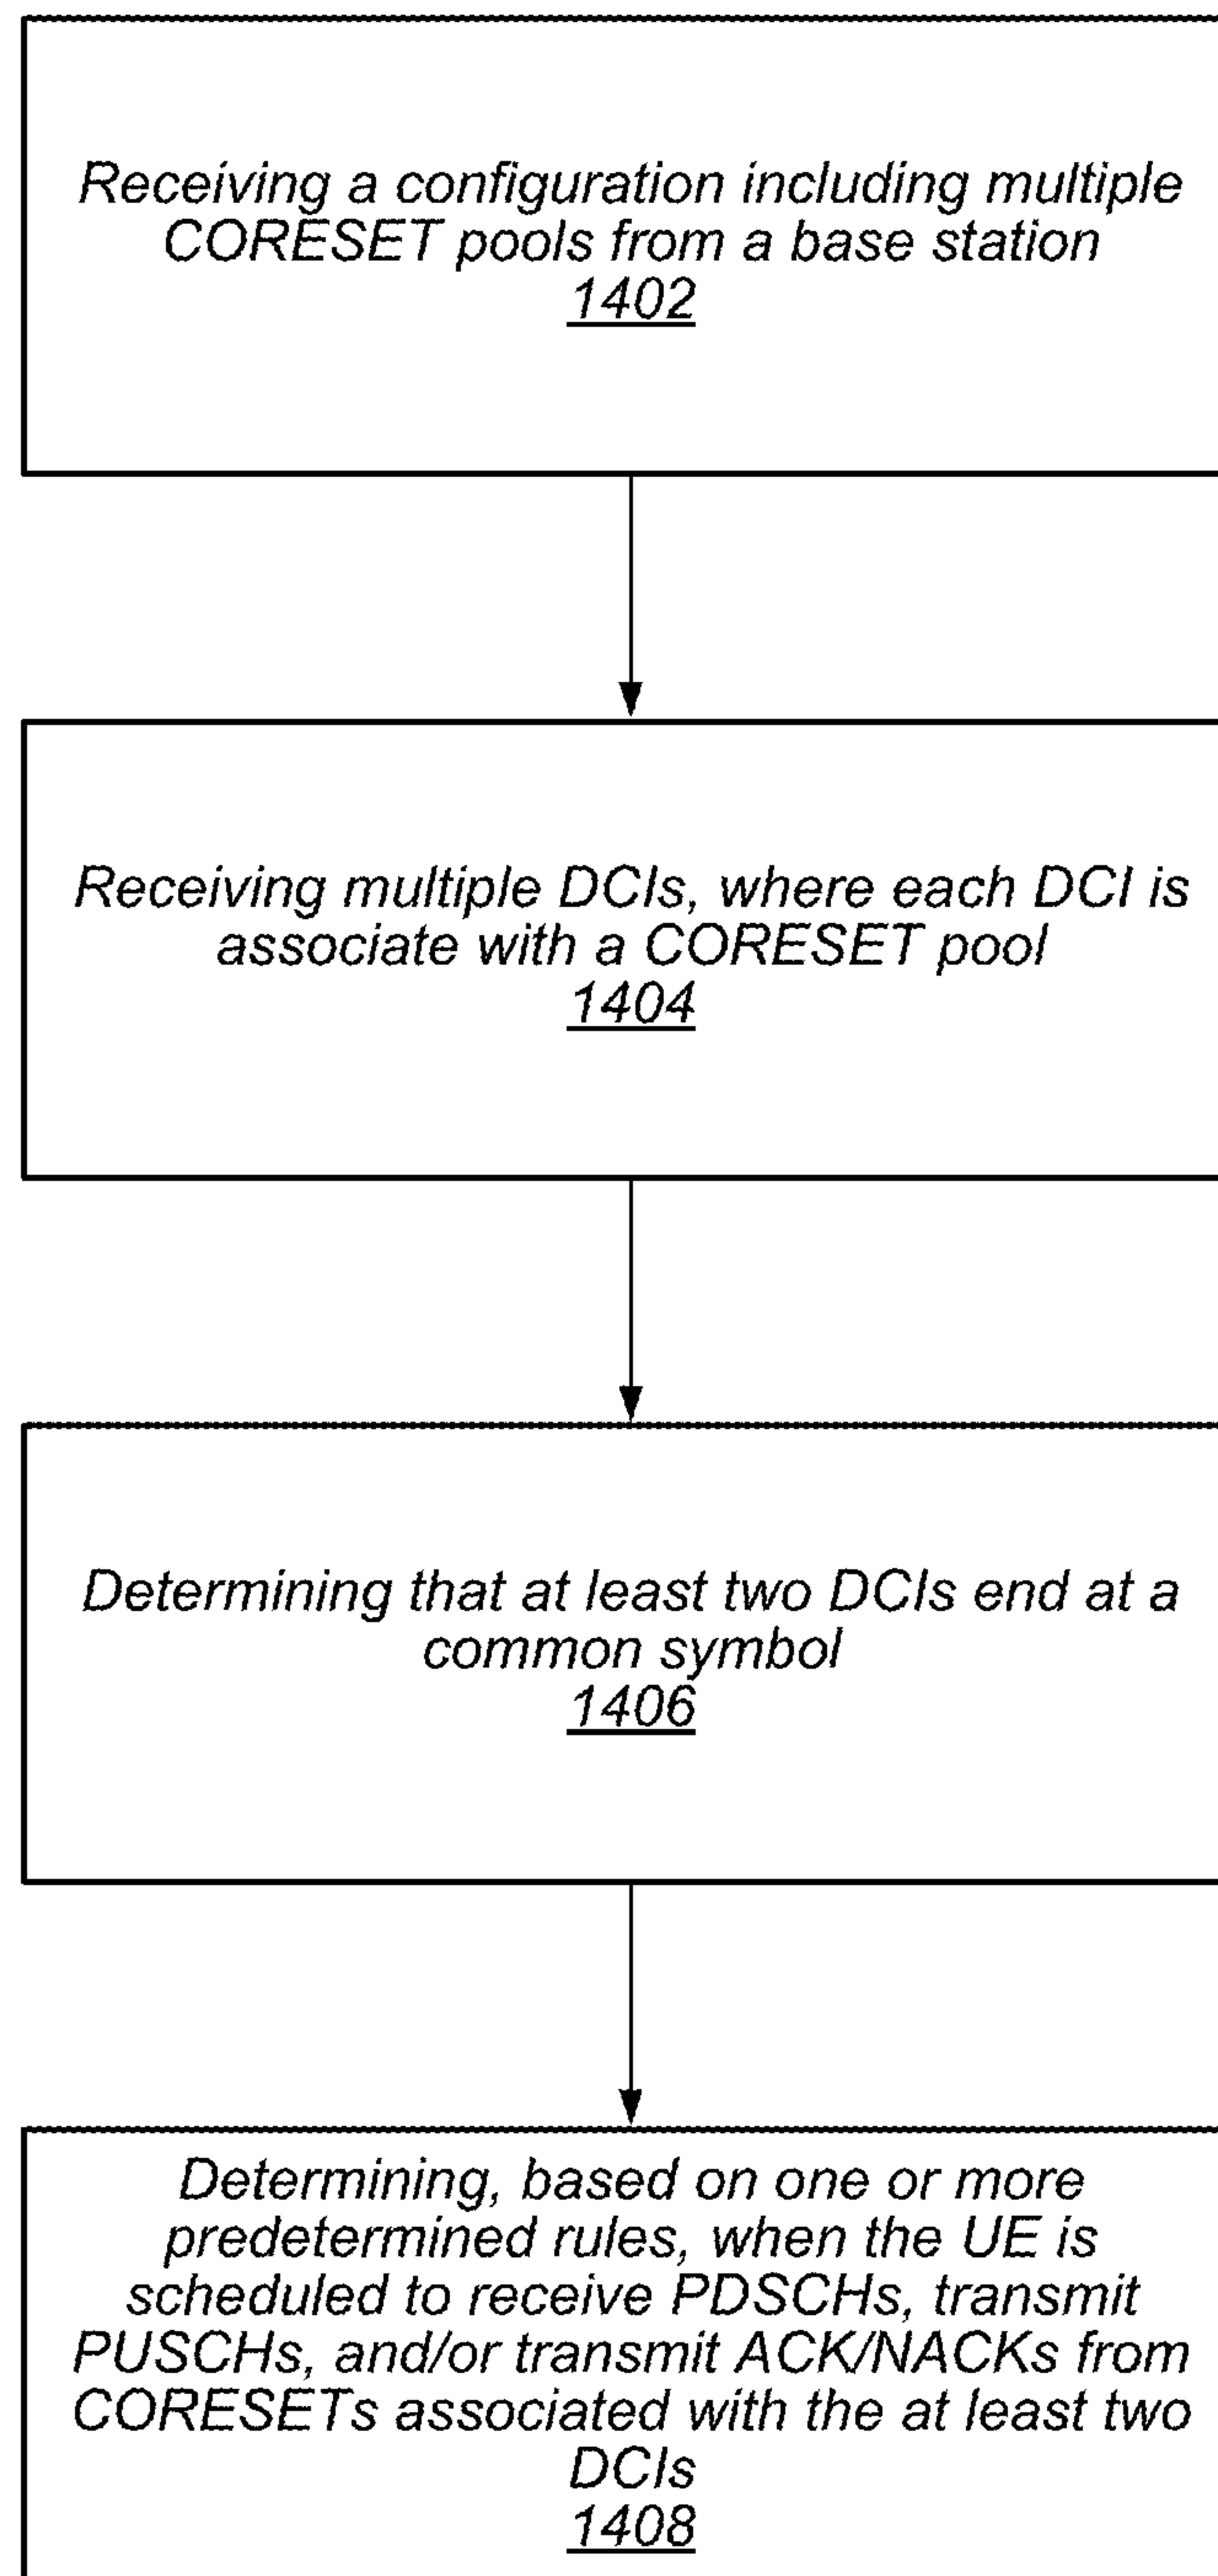 Receiving a configuration including multiple
CORESET pools from a base station
1402
Receiving multiple DCIs, where each DCI is
associate with a CORESET pool
1404
Determining that at least two DCIs end at a
common symbol
1406
Determining, based on one or more
predetermined rules, when the UE is
scheduled to receive PDSCHs, transmit
PUSCHs, and/or transmit ACK/NACKs from
CORESETs associated with the at least two
DCIs
1408